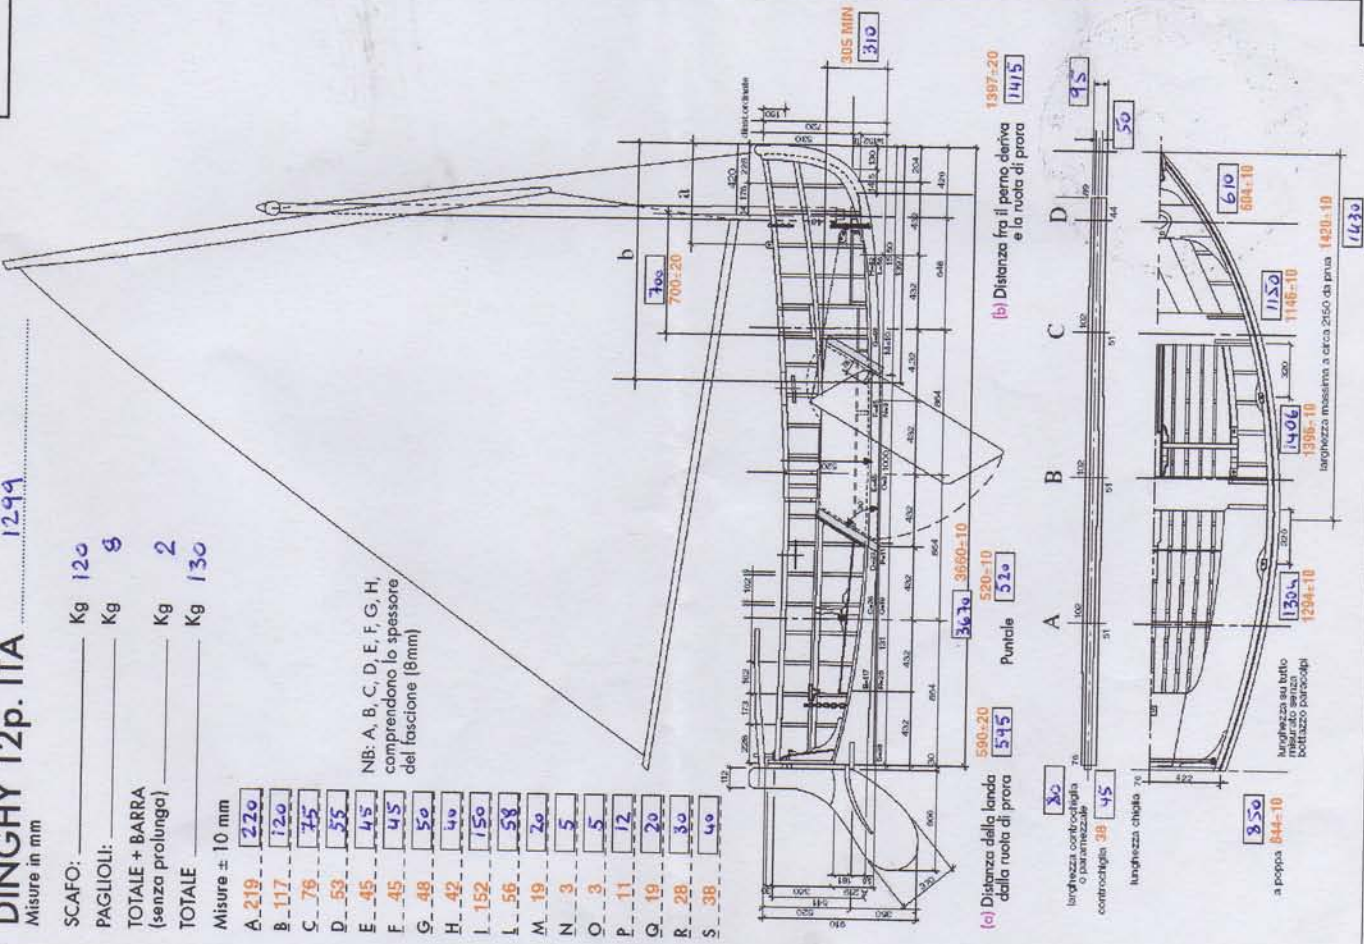 DINGHY 12p. ITA 1299
Misure in mm
SCAFO: Kg 120
PAGLIOLI: Kg 8
TOTALE + BARRA
(senza prolunga) Kg 2
TOTALE Kg 130
Misure ± 10 mm
A 219 220
B 117 120
C 76 75
D 53 55
E 45 45
F 45 45
G 48 50
H 42 40
I 152 150
L 56 58
M 19 20
N 3 5
O 3 5
P 11 12
Q 19 20
R 28 30
S 38 40
NB: A, B, C, D, E, F, G, H,
comprendono lo spessore
del fascione (8mm)
b
a
700
700±20
305 MIN
310
3670 3660±10
(a) Distanza della landa
dalla ruota di prora
590±20
595
Puntale
520±10
520
(b) Distanza fra il perno deriva
e la ruota di prora
1397±20
1415
A B C D
95
50
80
larghezza controchiglia
o paramezzale
controchiglia 38 45
lunghezza chiglia
850
a poppa 844±10
1304
1294±10
1406
1396±10
1150
1146±10
610
604±10
larghezza massima a circa 2150 da prua 1420±10
1430
lunghezza su tutto
misurato senza
bottazzo paracolpi